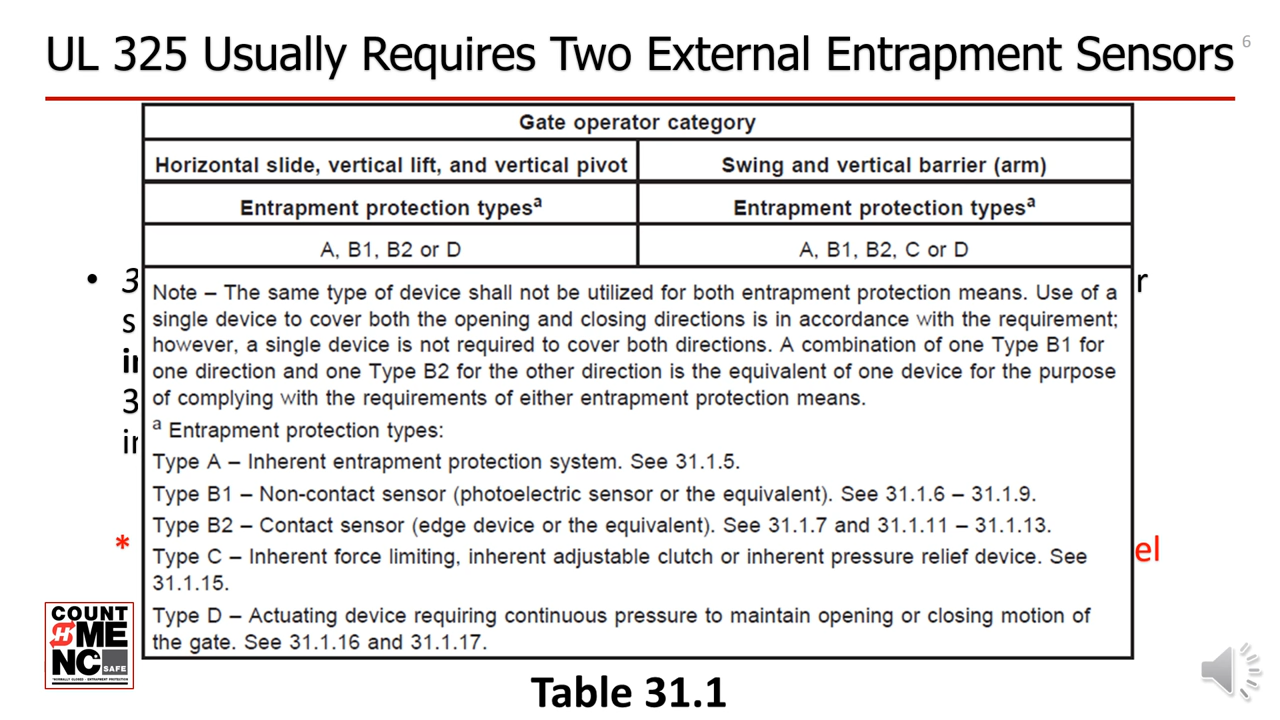 UL 325 Usually Requires Two External Entrapment Sensors
6
Gate operator category
Horizontal slide, vertical lift, and vertical pivot
Swing and vertical barrier (arm)
Entrapment protection typesa
Entrapment protection typesa
A, B1, B2 or D
A, B1, B2, C or D
Note – The same type of device shall not be utilized for both entrapment protection means. Use of a
single device to cover both the opening and closing directions is in accordance with the requirement;
however, a single device is not required to cover both directions. A combination of one Type B1 for
one direction and one Type B2 for the other direction is the equivalent of one device for the purpose
of complying with the requirements of either entrapment protection means.
a Entrapment protection types:
Type A – Inherent entrapment protection system. See 31.1.5.
Type B1 – Non-contact sensor (photoelectric sensor or the equivalent). See 31.1.6 – 31.1.9.
Type B2 – Contact sensor (edge device or the equivalent). See 31.1.7 and 31.1.11 – 31.1.13.
Type C – Inherent force limiting, inherent adjustable clutch or inherent pressure relief device. See
31.1.15.
Type D – Actuating device requiring continuous pressure to maintain opening or closing motion of
the gate. See 31.1.16 and 31.1.17.
*
COUNT
H ME
NC SAFE
*NORMALLY CLOSED - ENTRAPMENT PROTECTION
Table 31.1